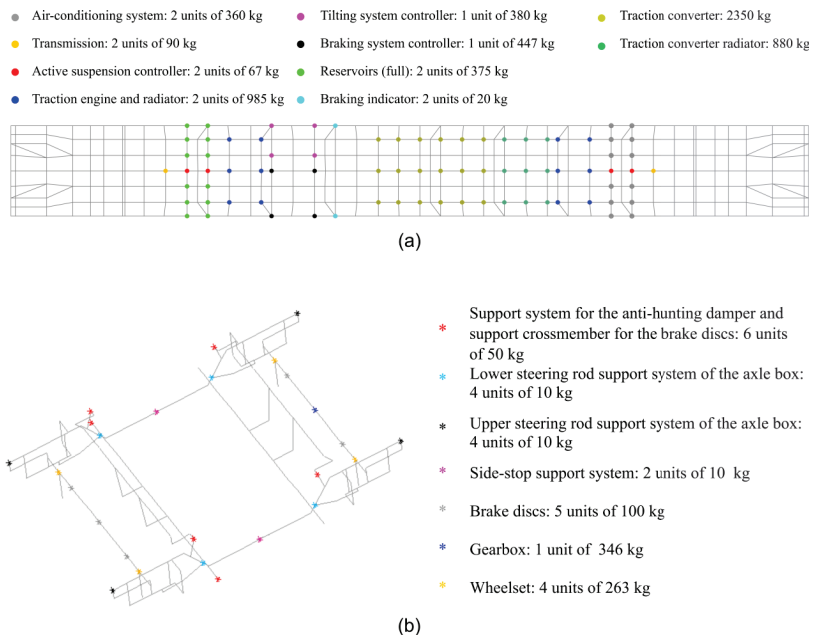 Air-conditioning system: 2 units of 360 kg
Tilting system controller: 1 unit of 380 kg
Traction converter: 2350 kg
Transmission: 2 units of 90 kg
Braking system controller: 1 unit of 447 kg
Traction converter radiator: 880 kg
Active suspension controller: 2 units of 67 kg
Reservoirs (full): 2 units of 375 kg
Traction engine and radiator: 2 units of 985 kg
Braking indicator: 2 units of 20 kg
(a)
Support system for the anti-hunting damper and
support crossmember for the brake discs: 6 units
of 50 kg
Lower steering rod support system of the axle box:
4 units of 10 kg
Upper steering rod support system of the axle box:
4 units of 10 kg
Side-stop support system: 2 units of 10 kg
Brake discs: 5 units of 100 kg
Gearbox: 1 unit of 346 kg
Wheelset: 4 units of 263 kg
(b)